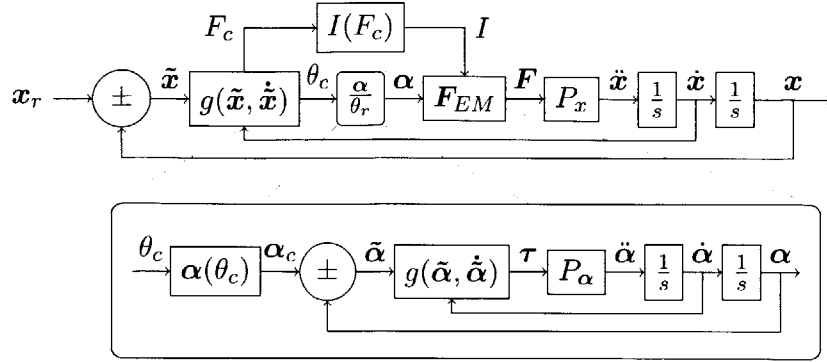 F_c I(F_c) I
x_r ± x̃ g(x̃, ẋ̃) θ_c α/θ_r α F_EM F P_x ẍ 1/s ẋ 1/s x
θ_c α(θ_c) α_c ± α̃ g(α̃, α̃̇) τ P_α α̈ 1/s α̇ 1/s α